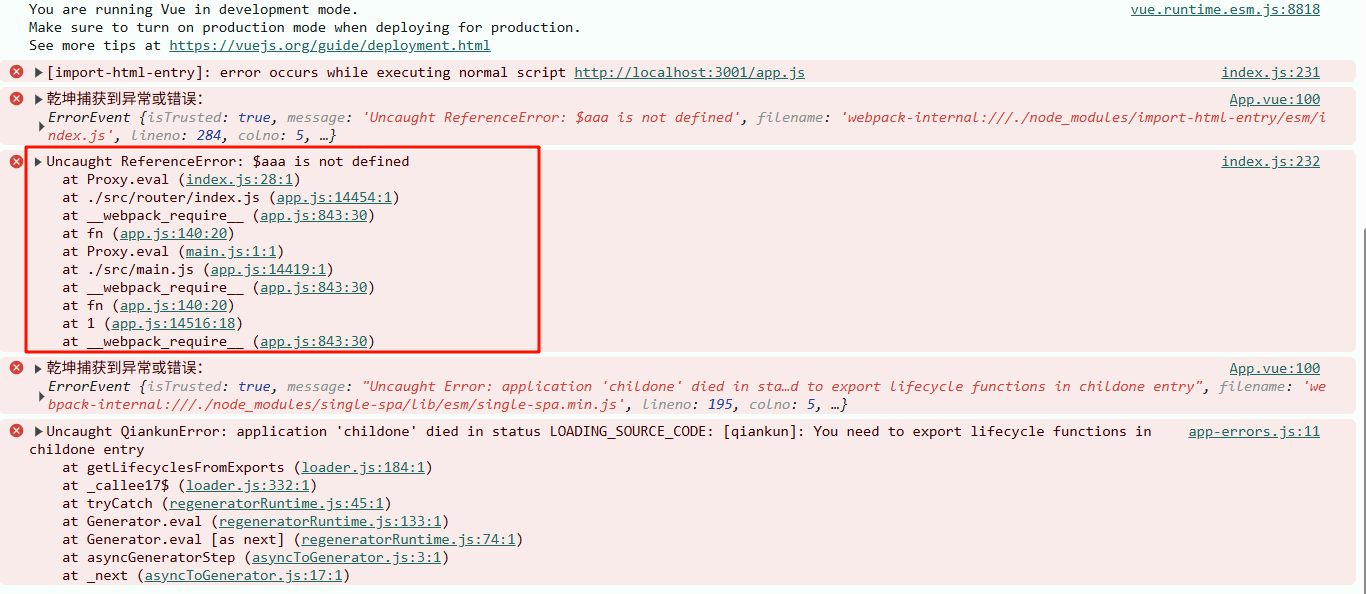 You are running Vue in development mode. vue.runtime.esm.js:8818
Make sure to turn on production mode when deploying for production.
See more tips at https://vuejs.org/guide/deployment.html
[import-html-entry]: error occurs while executing normal script http://localhost:3001/app.js index.js:231
乾坤捕获到异常或错误: App.vue:100
ErrorEvent {isTrusted: true, message: 'Uncaught ReferenceError: $aaa is not defined', filename: 'webpack-internal:///./node_modules/import-html-entry/esm/i
ndex.js', lineno: 284, colno: 5, …}
Uncaught ReferenceError: $aaa is not defined index.js:232
at Proxy.eval (index.js:28:1)
at ./src/router/index.js (app.js:14454:1)
at __webpack_require__ (app.js:843:30)
at fn (app.js:140:20)
at Proxy.eval (main.js:1:1)
at ./src/main.js (app.js:14419:1)
at __webpack_require__ (app.js:843:30)
at fn (app.js:140:20)
at 1 (app.js:14516:18)
at __webpack_require__ (app.js:843:30)
乾坤捕获到异常或错误: App.vue:100
ErrorEvent {isTrusted: true, message: "Uncaught Error: application 'childone' died in sta…d to export lifecycle functions in childone entry", filename: 'we
bpack-internal:///./node_modules/single-spa/lib/esm/single-spa.min.js', lineno: 195, colno: 5, …}
Uncaught QiankunError: application 'childone' died in status LOADING_SOURCE_CODE: [qiankun]: You need to export lifecycle functions in app-errors.js:11
childone entry
at getLifecyclesFromExports (loader.js:184:1)
at _callee17$ (loader.js:332:1)
at tryCatch (regeneratorRuntime.js:45:1)
at Generator.eval (regeneratorRuntime.js:133:1)
at Generator.eval [as next] (regeneratorRuntime.js:74:1)
at asyncGeneratorStep (asyncToGenerator.js:3:1)
at _next (asyncToGenerator.js:17:1)